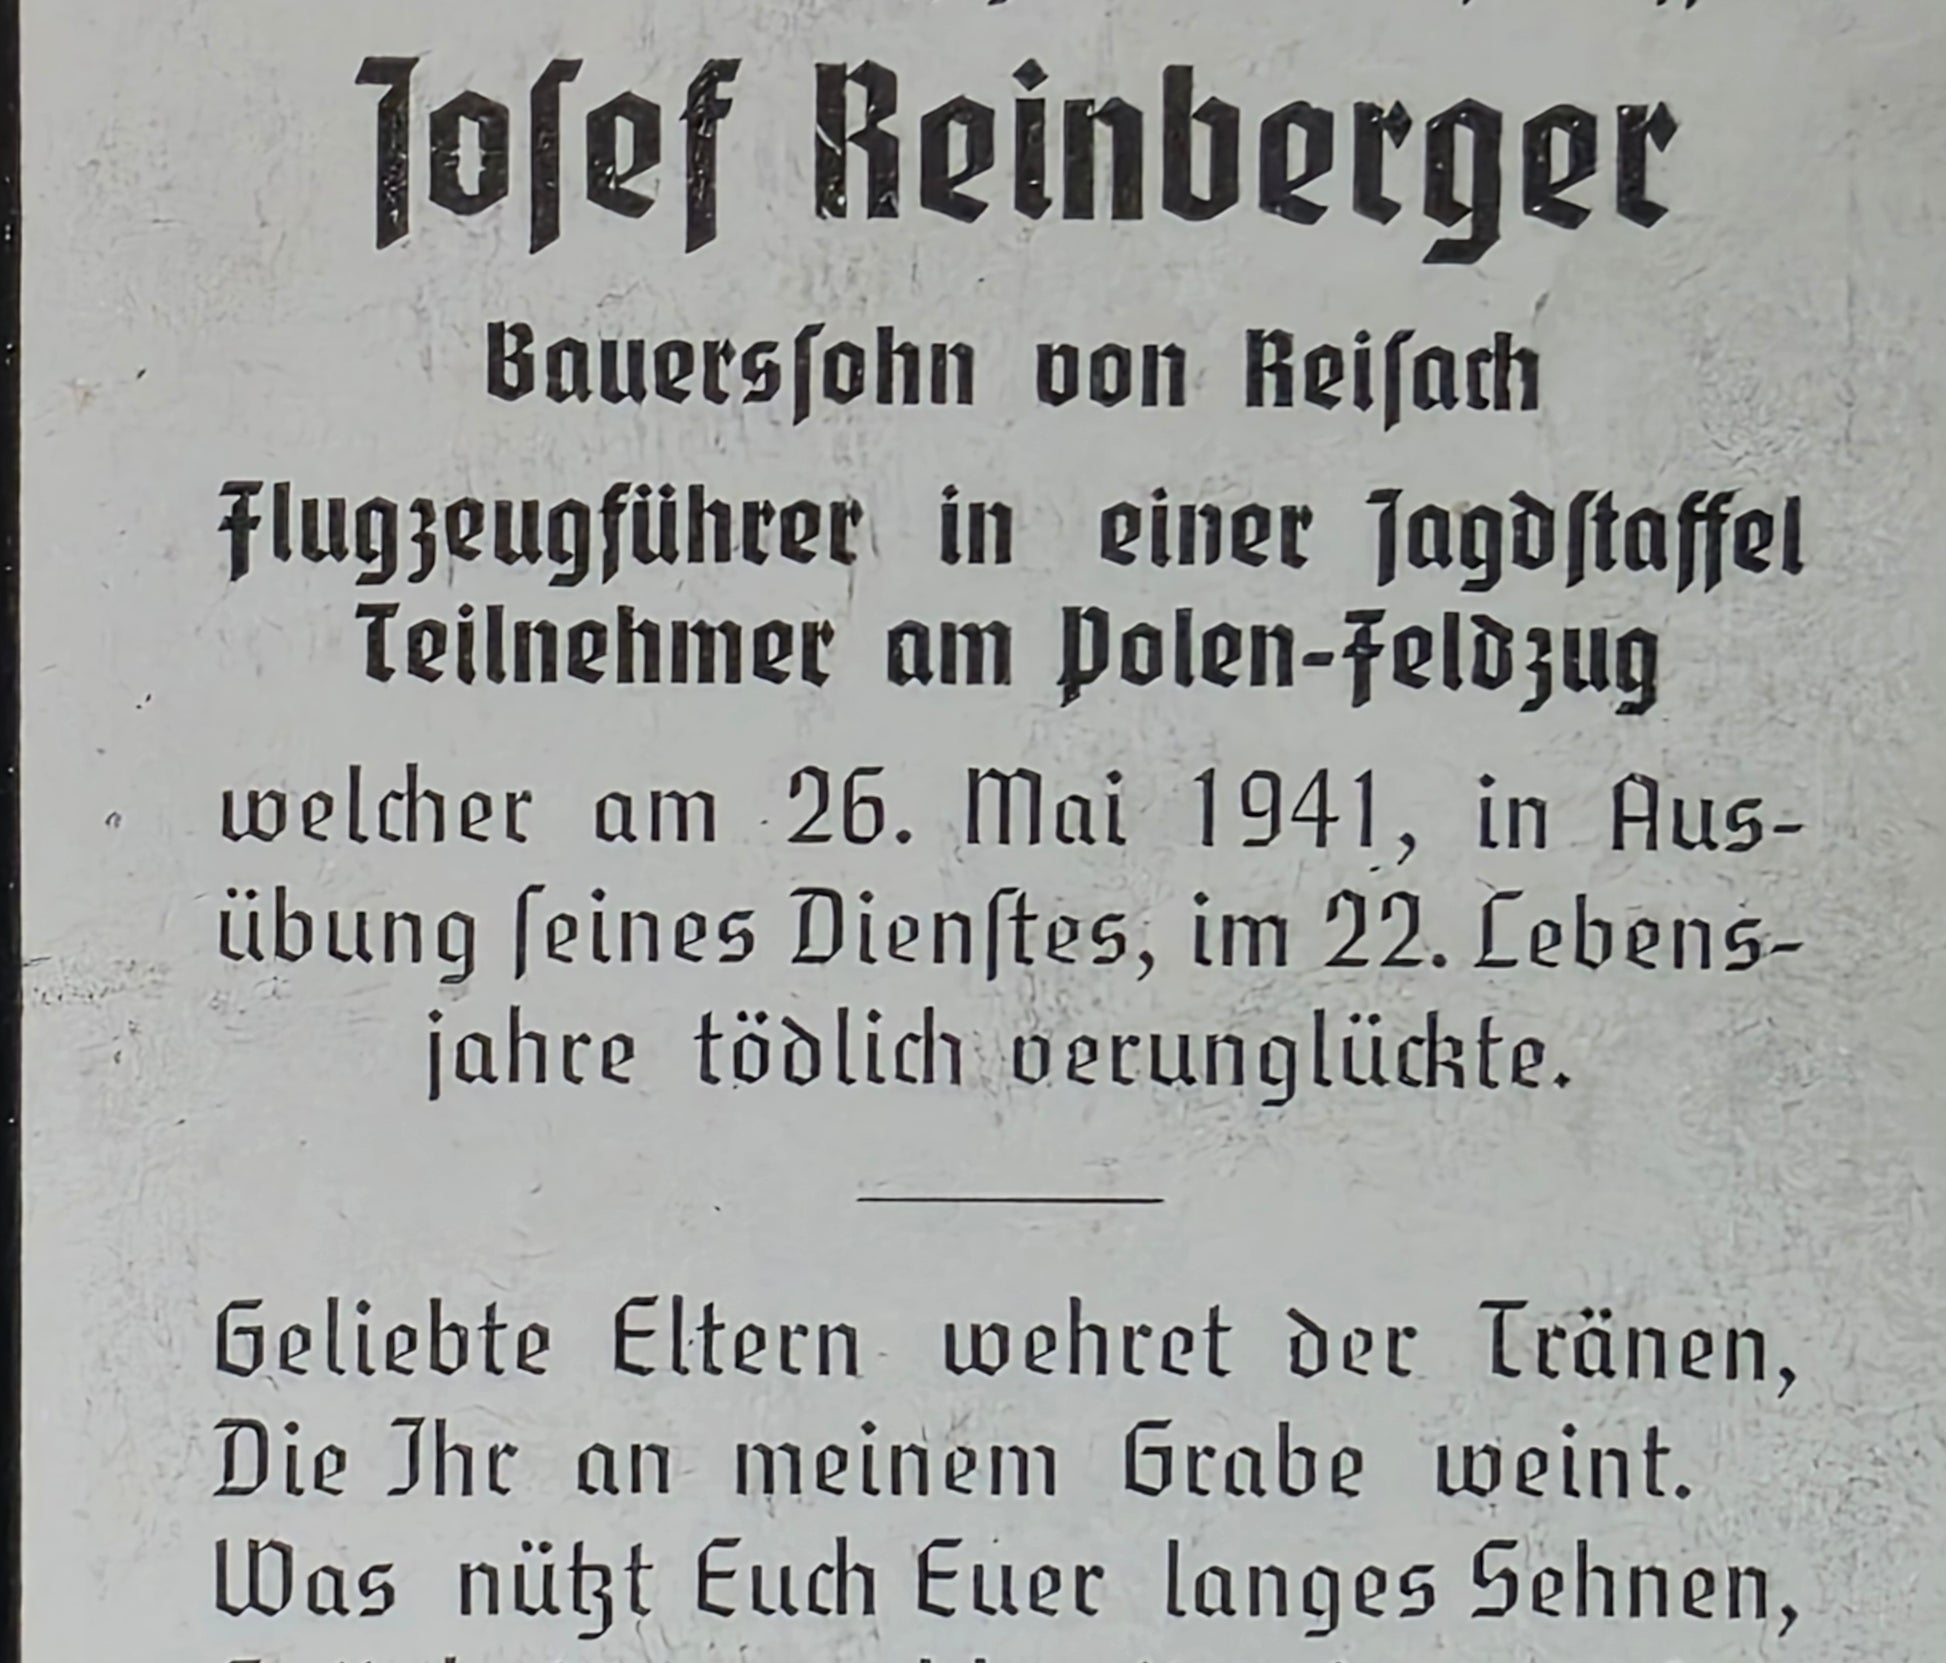 Josef Reinberger
Bauerssohn von Reisach
Flugzeugführer in einer Jagdstaffel
Teilnehmer am Polen-Feldzug
welcher am 26. Mai 1941, in Aus-
übung seines Dienstes, im 22. Lebens-
jahre tödlich verunglückte.
Geliebte Eltern wehret der Tränen,
Die Ihr an meinem Grabe weint.
Was nützt Euch Euer langes Sehnen,